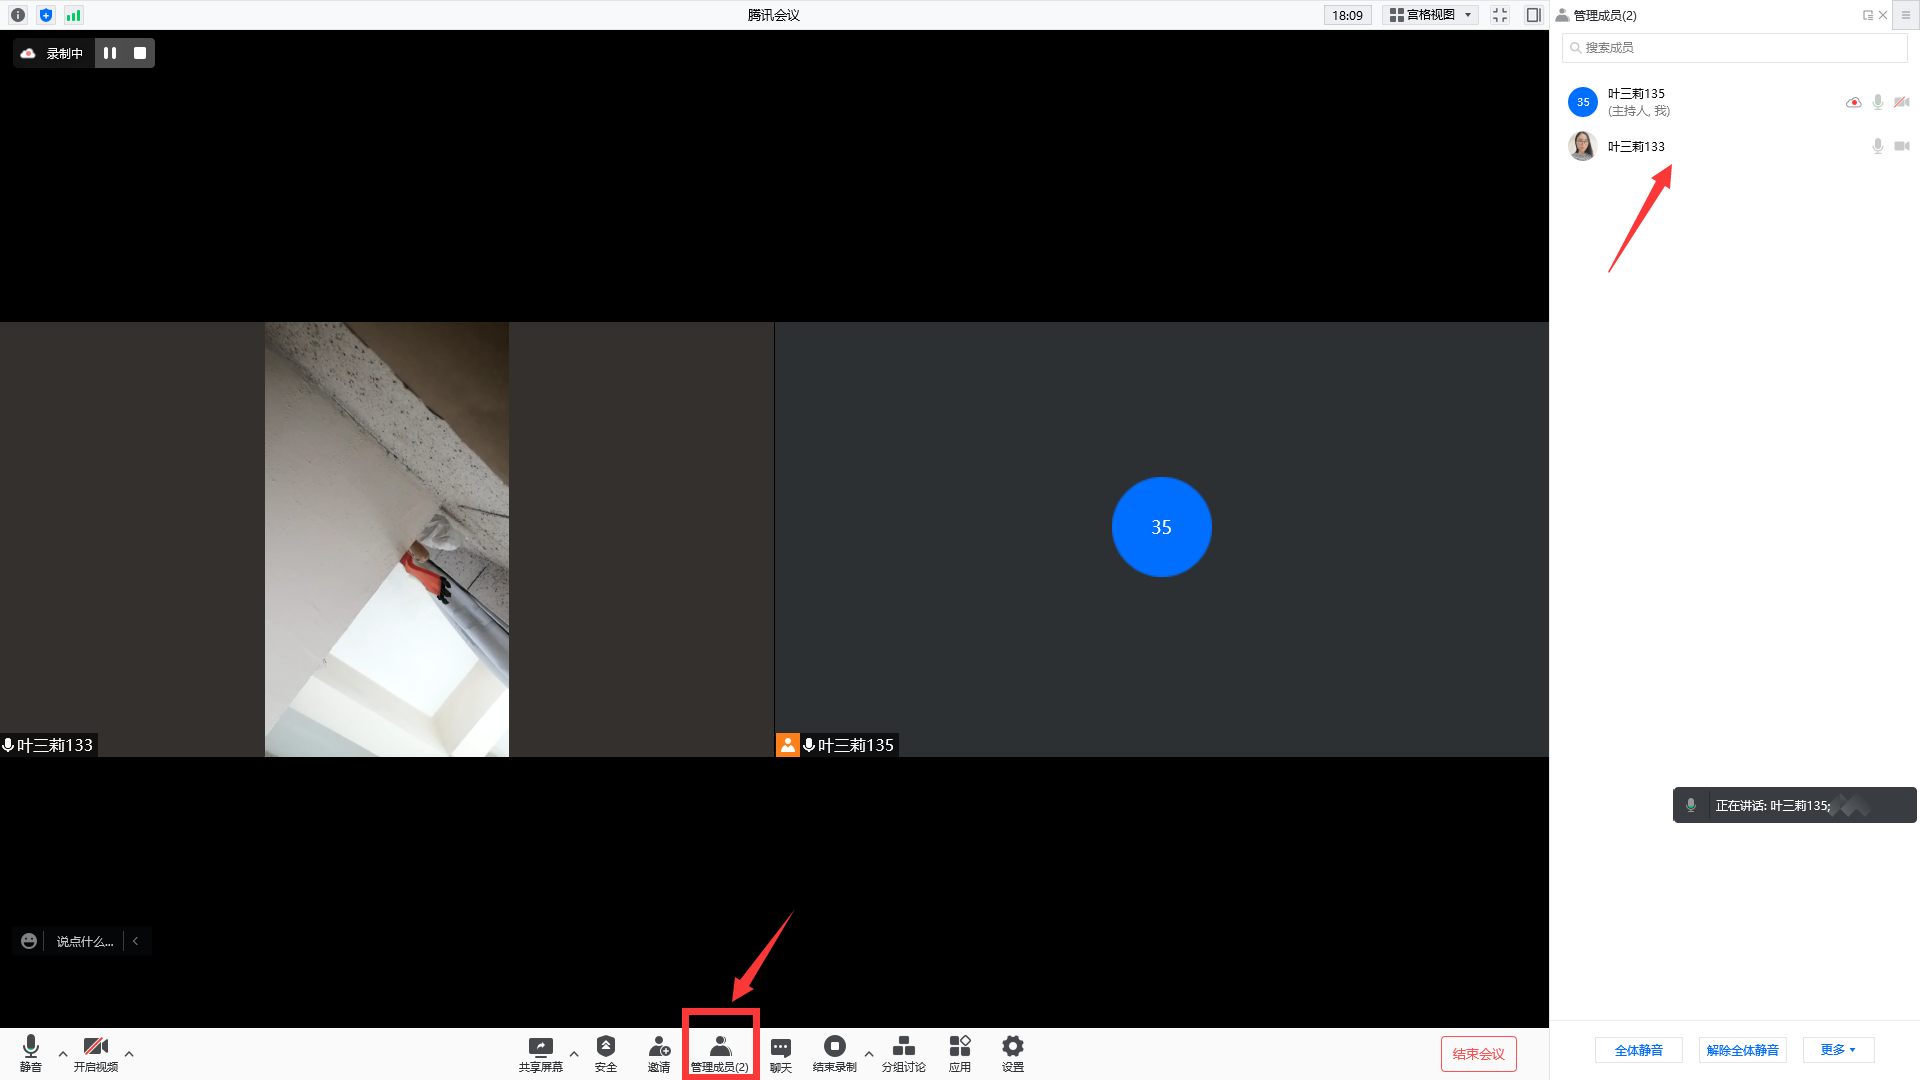 腾讯会议
18:09
宫格视图
管理成员(2)
录制中
搜索成员
35
叶三莉135
(主持人, 我)
叶三莉133
35
叶三莉133
叶三莉135
正在讲话: 叶三莉135;
说点什么...
静音
开启视频
共享屏幕
安全
邀请
管理成员(2)
聊天
结束录制
分组讨论
应用
设置
结束会议
全体静音
解除全体静音
更多